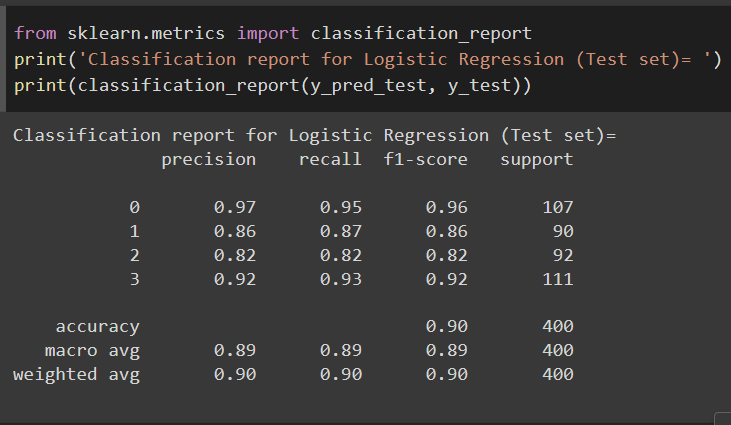 from sklearn.metrics import classification_report
print('Classification report for Logistic Regression (Test set)= ')
print(classification_report(y_pred_test, y_test))
Classification report for Logistic Regression (Test set)=
precision recall f1-score support
0 0.97 0.95 0.96 107
1 0.86 0.87 0.86 90
2 0.82 0.82 0.82 92
3 0.92 0.93 0.92 111
accuracy 0.90 400
macro avg 0.89 0.89 0.89 400
weighted avg 0.90 0.90 0.90 400